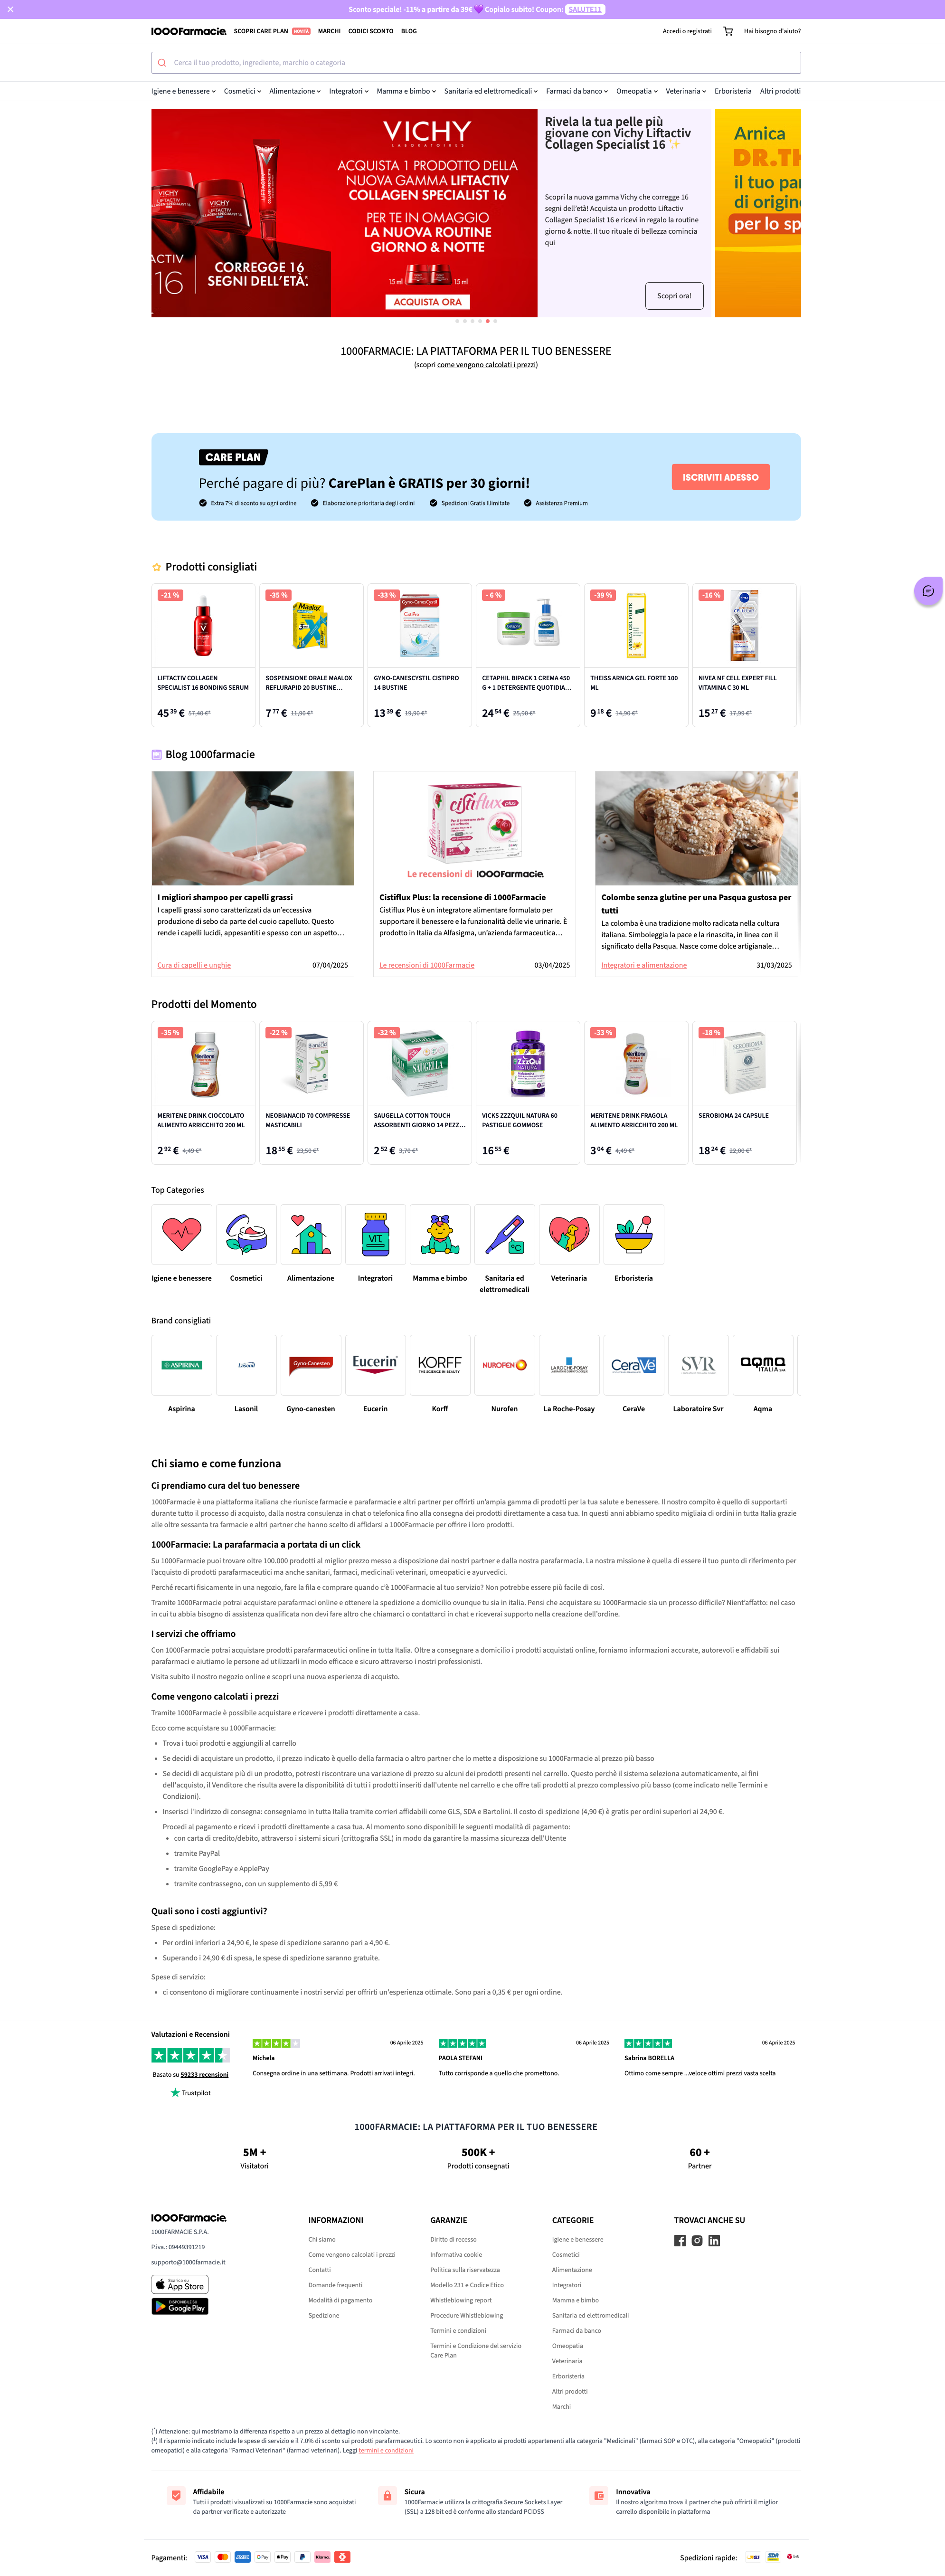 Sconto speciale! -11% a partire da 39€ 💜 Copialo subito! Coupon: SALUTE11
1000Farmacie.
SCOPRI CARE PLAN NOVITÀ MARCHI CODICI SCONTO BLOG
Accedi o registrati
Hai bisogno d'aiuto?
Cerca il tuo prodotto, ingrediente, marchio o categoria
Igiene e benessere Cosmetici Alimentazione Integratori Mamma e bimbo Sanitaria ed elettromedicali Farmaci da banco Omeopatia Veterinaria Erboristeria Altri prodotti
VICHY
LABORATOIRES
ACQUISTA 1 PRODOTTO DELLA
NUOVA GAMMA LIFTACTIV
COLLAGEN SPECIALIST 16
PER TE IN OMAGGIO
LA NUOVA ROUTINE
GIORNO & NOTTE
15 ml 15 ml
ACQUISTA ORA
16 CORREGGE 16
SEGNI DELL'ETÀ.
Rivela la tua pelle più
giovane con Vichy Liftactiv
Collagen Specialist 16 ✨
Scopri la nuova gamma Vichy che corregge 16
segni dell'età! Acquista un prodotto Liftactiv
Collagen Specialist 16 e ricevi in regalo la routine
giorno & notte. Il tuo rituale di bellezza comincia
qui
Scopri ora!
Arnica
DR.TH
il tuo par
di origine
per lo sp
1000FARMACIE: LA PIATTAFORMA PER IL TUO BENESSERE
(scopri come vengono calcolati i prezzi)
CARE PLAN
Perché pagare di più? CarePlan è GRATIS per 30 giorni!
Extra 7% di sconto su ogni ordine
Elaborazione prioritaria degli ordini
Spedizioni Gratis Illimitate
Assistenza Premium
ISCRIVITI ADESSO
Prodotti consigliati
-21 %
LIFTACTIV COLLAGEN
SPECIALIST 16 BONDING SERUM
45 39 € 57,40 €*
-35 %
SOSPENSIONE ORALE MAALOX
REFLURAPID 20 BUSTINE...
7 77 € 11,90 €*
-33 %
GYNO-CANESCYSTIL CISTIPRO
14 BUSTINE
13 39 € 19,90 €*
- 6 %
CETAPHIL BIPACK 1 CREMA 450
G + 1 DETERGENTE QUOTIDIA...
24 54 € 25,90 €*
-39 %
THEISS ARNICA GEL FORTE 100
ML
9 18 € 14,90 €*
-16 %
NIVEA NF CELL EXPERT FILL
VITAMINA C 30 ML
15 27 € 17,99 €*
Blog 1000farmacie
I migliori shampoo per capelli grassi
I capelli grassi sono caratterizzati da un'eccessiva
produzione di sebo da parte del cuoio capelluto. Questo
rende i capelli lucidi, appesantiti e spesso con un aspetto...
Cura di capelli e unghie 07/04/2025
cistiflux plus
Le recensioni di 1000Farmacie.
Cistiflux Plus: la recensione di 1000Farmacie
Cistiflux Plus è un integratore alimentare formulato per
supportare il benessere e la funzionalità delle vie urinarie. È
prodotto in Italia da Alfasigma, un'azienda farmaceutica...
Le recensioni di 1000Farmacie 03/04/2025
Colombe senza glutine per una Pasqua gustosa per
tutti
La colomba è una tradizione molto radicata nella cultura
italiana. Simboleggia la pace e la rinascita, in linea con il
significato della Pasqua. Nasce come dolce artigianale...
Integratori e alimentazione 31/03/2025
Prodotti del Momento
-35 %
MERITENE DRINK CIOCCOLATO
ALIMENTO ARRICCHITO 200 ML
2 92 € 4,49 €*
-22 %
NEOBIANACID 70 COMPRESSE
MASTICABILI
18 55 € 23,50 €*
-32 %
SAUGELLA
SAUGELLA COTTON TOUCH
ASSORBENTI GIORNO 14 PEZZ...
2 52 € 3,70 €*
ZzzQuil
NATURA
VICKS ZZZQUIL NATURA 60
PASTIGLIE GOMMOSE
16 55 €
-33 %
MERITENE DRINK FRAGOLA
ALIMENTO ARRICCHITO 200 ML
3 04 € 4,49 €*
-18 %
SEROBIOMA
SEROBIOMA 24 CAPSULE
18 24 € 22,00 €*
Top Categories
VIT.
°C
Igiene e benessere
Cosmetici
Alimentazione
Integratori
Mamma e bimbo
Sanitaria ed
elettromedicali
Veterinaria
Erboristeria
Brand consigliati
ASPIRINA
Lasonil
Gyno-Canesten
Eucerin
KORFF
THE SCIENCE IN BEAUTY
NUROFEN
LA ROCHE-POSAY
CeraVe
SVR
AQMA
ITALIA
Aspirina
Lasonil
Gyno-canesten
Eucerin
Korff
Nurofen
La Roche-Posay
CeraVe
Laboratoire Svr
Aqma
Chi siamo e come funziona
Ci prendiamo cura del tuo benessere
1000Farmacie è una piattaforma italiana che riunisce farmacie e parafarmacie e altri partner per offrirti un'ampia gamma di prodotti per la tua salute e benessere. Il nostro compito è quello di supportarti
durante tutto il processo di acquisto, dalla nostra consulenza in chat o telefonica fino alla consegna dei prodotti direttamente a casa tua. In questi anni abbiamo spedito migliaia di ordini in tutta Italia grazie
alle oltre sessanta tra farmacie e altri partner che hanno scelto di affidarsi a 1000Farmacie per offrire i loro prodotti.
1000Farmacie: La parafarmacia a portata di un click
Su 1000Farmacie puoi trovare oltre 100.000 prodotti al miglior prezzo messo a disposizione dai nostri partner e dalla nostra parafarmacia. La nostra missione è quella di essere il tuo punto di riferimento per
l'acquisto di prodotti parafarmaceutici ma anche sanitari, farmaci, medicinali veterinari, omeopatici e ayurvedici.
Perché recarti fisicamente in una negozio, fare la fila e comprare quando c'è 1000Farmacie al tuo servizio? Non potrebbe essere più facile di così.
Tramite 1000Farmacie potrai acquistare parafarmaci online e ottenere la spedizione a domicilio ovunque tu sia in italia. Pensi che acquistare su 1000Farmacie sia un processo difficile? Nient'affatto: nel caso
in cui tu abbia bisogno di assistenza qualificata non devi fare altro che chiamarci o contattarci in chat e riceverai supporto nella creazione dell'ordine.
I servizi che offriamo
Con 1000Farmacie potrai acquistare prodotti parafarmaceutici online in tutta Italia. Oltre a consegnare a domicilio i prodotti acquistati online, forniamo informazioni accurate, autorevoli e affidabili sui
parafarmaci e aiutiamo le persone ad utilizzarli in modo efficace e sicuro attraverso i nostri professionisti.
Visita subito il nostro negozio online e scopri una nuova esperienza di acquisto.
Come vengono calcolati i prezzi
Tramite 1000Farmacie è possibile acquistare e ricevere i prodotti direttamente a casa.
Ecco come acquistare su 1000Farmacie:
• Trova i tuoi prodotti e aggiungili al carrello
• Se decidi di acquistare un prodotto, il prezzo indicato è quello della farmacia o altro partner che lo mette a disposizione su 1000Farmacie al prezzo più basso
• Se decidi di acquistare più di un prodotto, potresti riscontrare una variazione di prezzo su alcuni dei prodotti presenti nel carrello. Questo perchè il sistema seleziona automaticamente, ai fini
dell'acquisto, il Venditore che risulta avere la disponibilità di tutti i prodotti inseriti dall'utente nel carrello e che offre tali prodotti al prezzo complessivo più basso (come indicato nelle Termini e
Condizioni).
• Inserisci l'indirizzo di consegna: consegniamo in tutta Italia tramite corrieri affidabili come GLS, SDA e Bartolini. Il costo di spedizione (4,90 €) è gratis per ordini superiori ai 24,90 €.
Procedi al pagamento e ricevi i prodotti direttamente a casa tua. Al momento sono disponibili le seguenti modalità di pagamento:
• con carta di credito/debito, attraverso i sistemi sicuri (crittografia SSL) in modo da garantire la massima sicurezza dell'Utente
• tramite PayPal
• tramite GooglePay e ApplePay
• tramite contrassegno, con un supplemento di 5,99 €
Quali sono i costi aggiuntivi?
Spese di spedizione:
• Per ordini inferiori a 24,90 €, le spese di spedizione saranno pari a 4,90 €.
• Superando i 24,90 € di spesa, le spese di spedizione saranno gratuite.
Spese di servizio:
• ci consentono di migliorare continuamente i nostri servizi per offrirti un'esperienza ottimale. Sono pari a 0,35 € per ogni ordine.
Valutazioni e Recensioni
Basato su 59233 recensioni
Trustpilot
06 Aprile 2025
Michela
Consegna ordine in una settimana. Prodotti arrivati integri.
06 Aprile 2025
PAOLA STEFANI
Tutto corrisponde a quello che promettono.
06 Aprile 2025
Sabrina BORELLA
Ottimo come sempre ...veloce ottimi prezzi vasta scelta
1000FARMACIE: LA PIATTAFORMA PER IL TUO BENESSERE
5M +
Visitatori
500K +
Prodotti consegnati
60 +
Partner
1000Farmacie.
1000FARMACIE S.P.A.
P.iva.: 09449391219
supporto@1000farmacie.it
Scarica su
App Store
DISPONIBILE SU
Google Play
INFORMAZIONI
Chi siamo
Come vengono calcolati i prezzi
Contatti
Domande frequenti
Modalità di pagamento
Spedizione
GARANZIE
Diritto di recesso
Informativa cookie
Politica sulla riservatezza
Modello 231 e Codice Etico
Whistleblowing report
Procedure Whistleblowing
Termini e condizioni
Termini e Condizione del servizio
Care Plan
CATEGORIE
Igiene e benessere
Cosmetici
Alimentazione
Integratori
Mamma e bimbo
Sanitaria ed elettromedicali
Farmaci da banco
Omeopatia
Veterinaria
Erboristeria
Altri prodotti
Marchi
TROVACI ANCHE SU
(*) Attenzione: qui mostriamo la differenza rispetto a un prezzo al dettaglio non vincolante.
(1) Il risparmio indicato include le spese di servizio e il 7.0% di sconto sui prodotti parafarmaceutici. Lo sconto non è applicato ai prodotti appartenenti alla categoria "Medicinali" (farmaci SOP e OTC), alla categoria "Omeopatici" (prodotti
omeopatici) e alla categoria "Farmaci Veterinari" (farmaci veterinari). Leggi termini e condizioni
Affidabile
Tutti i prodotti visualizzati su 1000Farmacie sono acquistati
da partner verificate e autorizzate
Sicura
1000Farmacie utilizza la crittografia Secure Sockets Layer
(SSL) a 128 bit ed è conforme allo standard PCIDSS
Innovativa
Il nostro algoritmo trova il partner che può offrirti il miglior
carrello disponibile in piattaforma
Pagamenti: VISA G Pay Pay Klarna.
Spedizioni rapide: GLS SDA